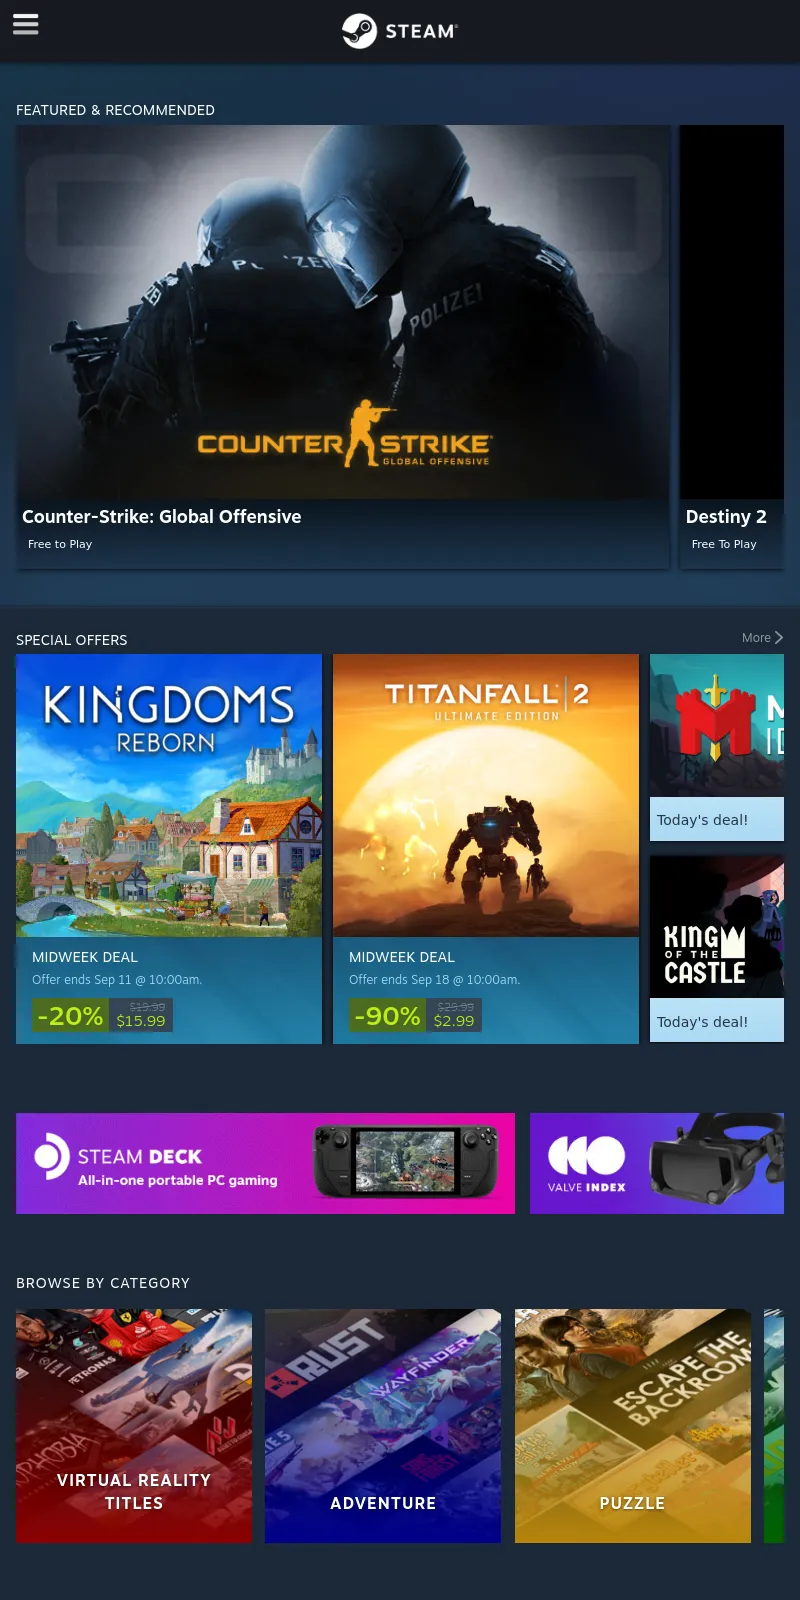 STEAM
FEATURED & RECOMMENDED
POLIZEI
COUNTER STRIKE
GLOBAL OFFENSIVE
Counter-Strike: Global Offensive
Free to Play
Destiny 2
Free To Play
SPECIAL OFFERS
More
KINGDOMS
REBORN
MIDWEEK DEAL
Offer ends Sep 11 @ 10:00am.
-20%
$19.99
$15.99
TITANFALL 2
ULTIMATE EDITION
MIDWEEK DEAL
Offer ends Sep 18 @ 10:00am.
-90%
$29.99
$2.99
Today's deal!
KING
OF THE
CASTLE
Today's deal!
STEAM DECK
All-in-one portable PC gaming
VALVE INDEX
BROWSE BY CATEGORY
PETRONAS
VIRTUAL REALITY
TITLES
RUST
WAYFINDER
ADVENTURE
ESCAPE THE
BACKROOMS
PUZZLE